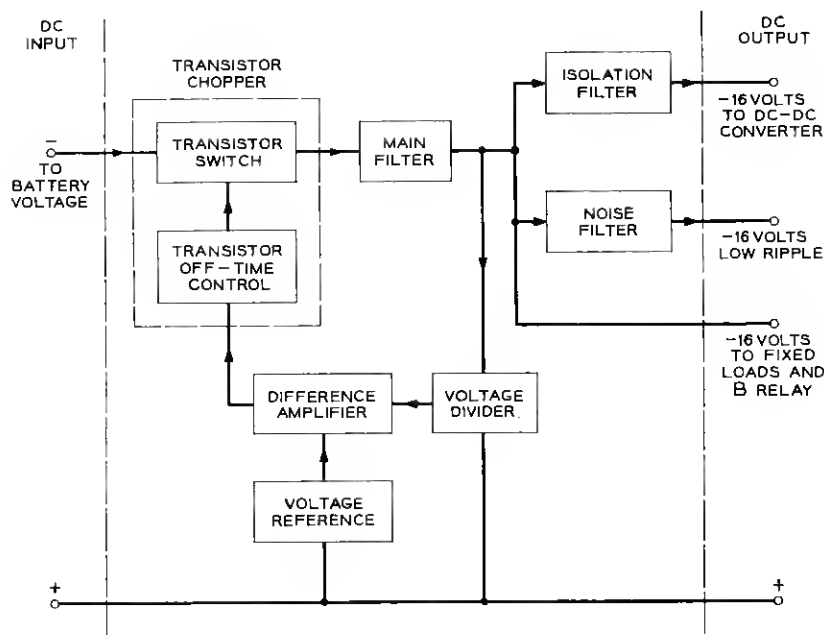 DC
INPUT
DC
OUTPUT
TRANSISTOR
CHOPPER
ISOLATION
FILTER
−16 VOLTS
TO DC-DC
CONVERTER
−
TO
BATTERY
VOLTAGE
TRANSISTOR
SWITCH
MAIN
FILTER
NOISE
FILTER
−16 VOLTS
LOW RIPPLE
TRANSISTOR
OFF-TIME
CONTROL
−16 VOLTS
TO FIXED
LOADS AND
B RELAY
DIFFERENCE
AMPLIFIER
VOLTAGE
DIVIDER
VOLTAGE
REFERENCE
+
+